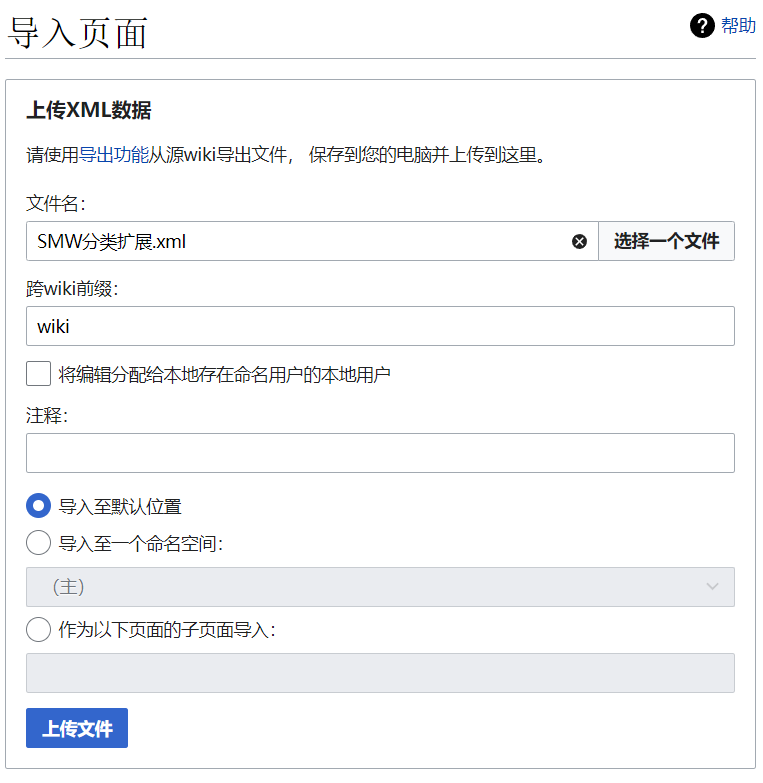 导入页面
帮助
上传XML数据
请使用导出功能从源wiki导出文件， 保存到您的电脑并上传到这里。
文件名：
SMW分类扩展.xml
选择一个文件
跨wiki前缀：
wiki
将编辑分配给本地存在命名用户的本地用户
注释：
导入至默认位置
导入至一个命名空间：
（主）
作为以下页面的子页面导入：
上传文件